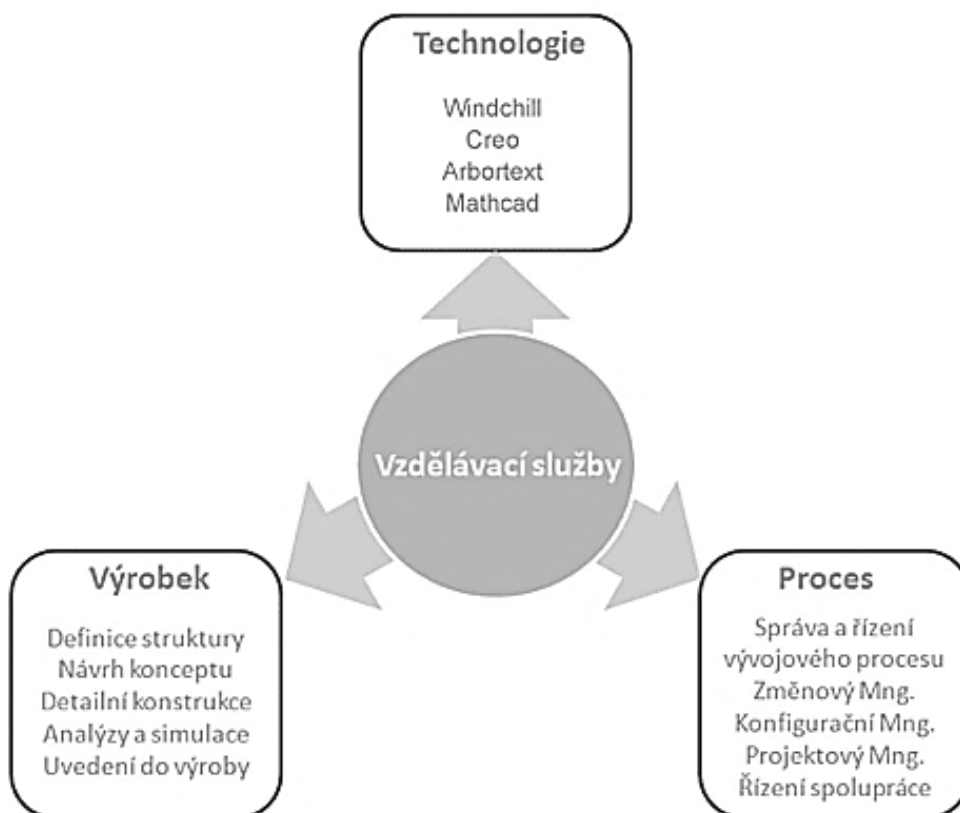 Technologie
Windchill
Creo
Arbortext
Mathcad
Vzdělávací služby
Výrobek
Definice struktury
Návrh konceptu
Detailní konstrukce
Analýzy a simulace
Uvedení do výroby
Proces
Správa a řízení
vývojového procesu
Změnový Mng.
Konfigurační Mng.
Projektový Mng.
Řízení spolupráce